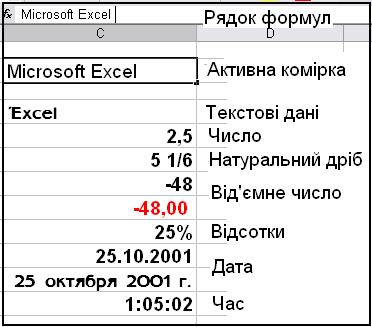 fx Microsoft Excel Рядок формул
C D
Microsoft Excel Активна комірка
Έxcel Текстові дані
2,5 Число
5 1/6 Натуральний дріб
-48 Від'ємне число
-48,00
25% Відсотки
25.10.2001 Дата
25 октября 2001 г.
1:05:02 Час